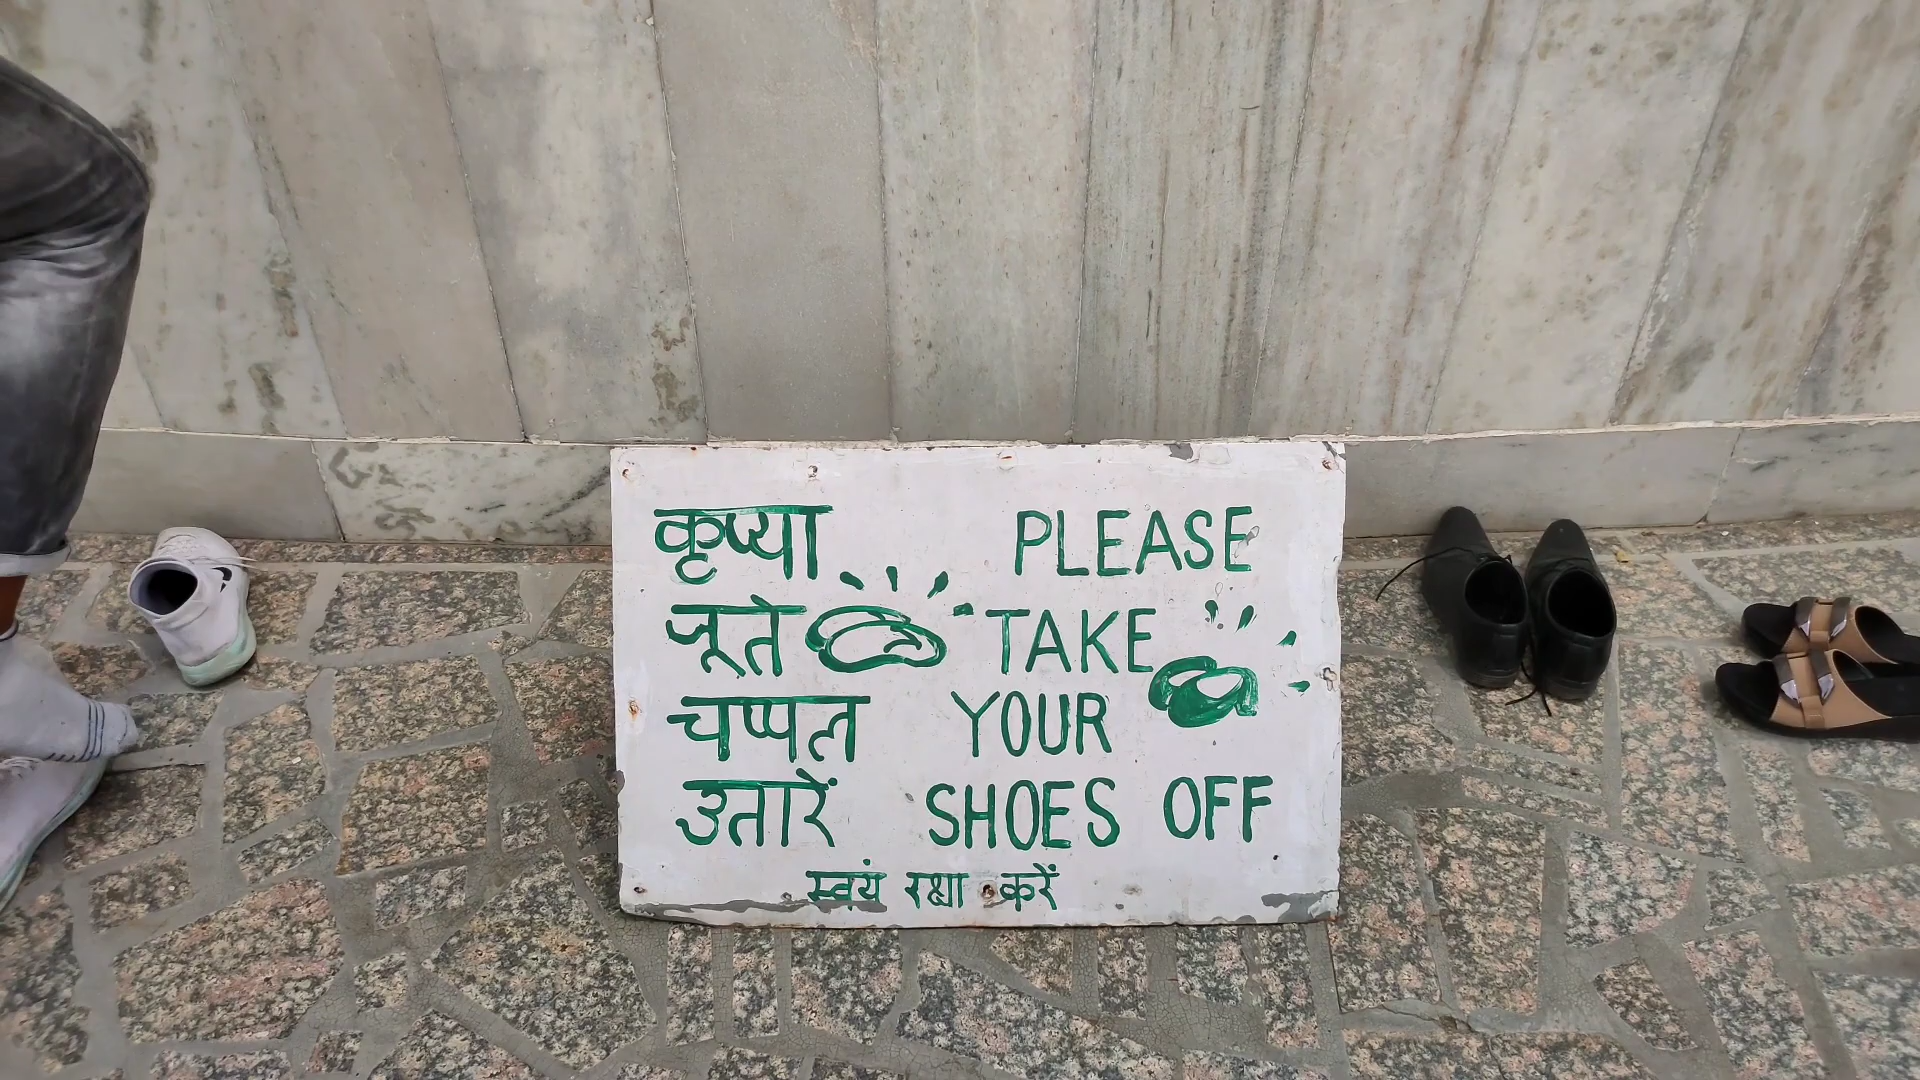 कृप्या
जूते
चप्पल
उतारें
PLEASE
TAKE
YOUR
SHOES OFF
स्वयं रक्षा करें